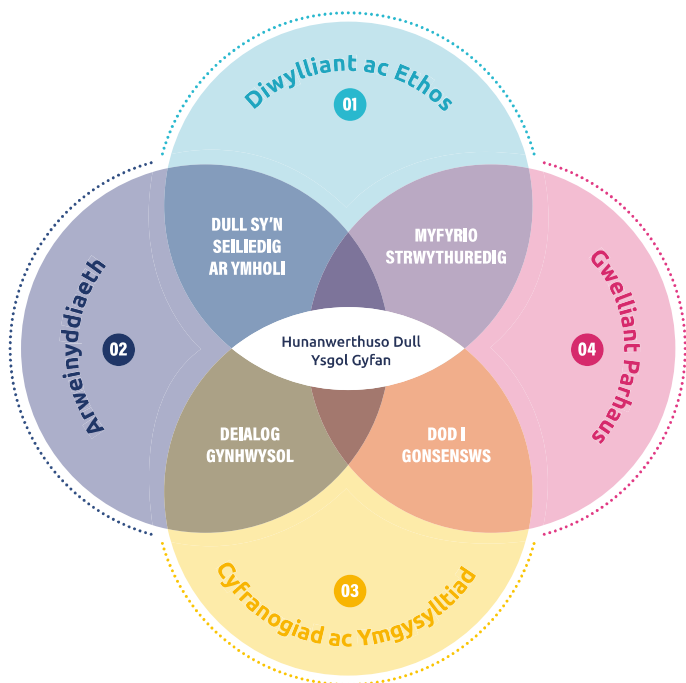 Diwylliant ac Ethos
01
DULL SY'N
SEILIEDIG
AR YMHOLI
MYFYRIO
STRWYTHUREDIG
Arweinyddiaeth
02
Hunanwerthuso Dull
Ysgol Gyfan
04
Gwelliant Parhaus
DEIALOG
GYNHWYSOL
DOD I
GONSENSWS
03
Cyfranogiad ac Ymgysylltiad